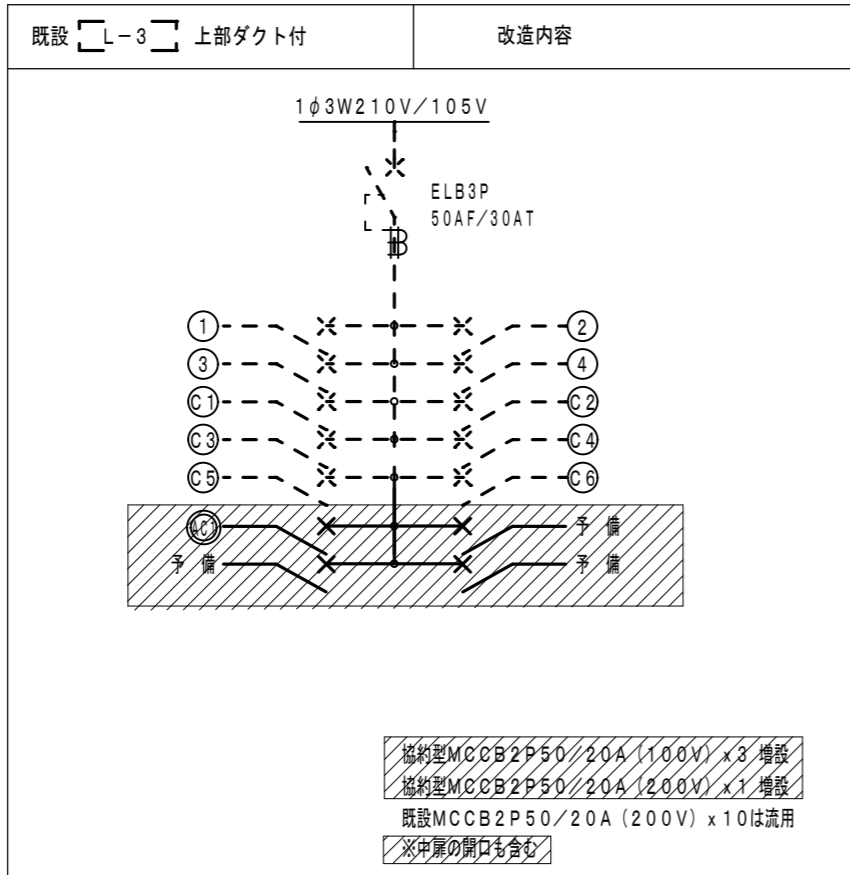 既設 L-3 上部ダクト付
改造内容
1φ3W210V/105V
ELB3P
50AF/30AT
1 2
3 4
C1 C2
C3 C4
C5 C6
AC1 予備
予備 予備
協約型MCCB2P50/20A(100V)x3 増設
協約型MCCB2P50/20A(200V)x1 増設
既設MCCB2P50/20A(200V)x10は流用
※中扉の開口も含む